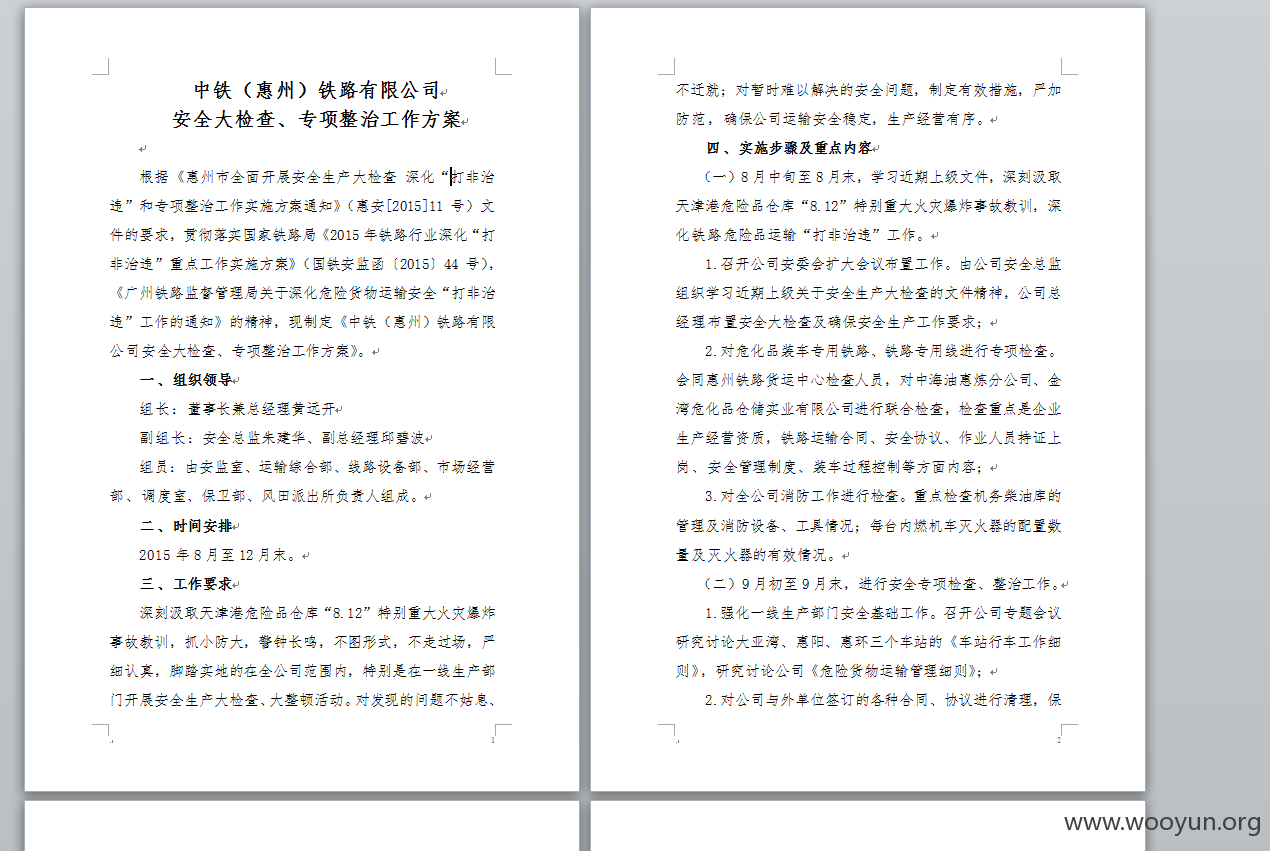 中铁（惠州）铁路有限公司
安全大检查、专项整治工作方案
根据《惠州市全面开展安全生产大检查 深化“打非治
违”和专项整治工作实施方案通知》（惠安[2015]11 号）文
件的要求，贯彻落实国家铁路局《2015 年铁路行业深化“打
非治违”重点工作实施方案》（国铁安监函〔2015〕44 号），
《广州铁路监督管理局关于深化危险货物运输安全“打非治
违”工作的通知》的精神，现制定《中铁（惠州）铁路有限
公司安全大检查、专项整治工作方案》。
一、组织领导
组长：董事长兼总经理黄远开
副组长：安全总监朱建华、副总经理邱碧波
组员：由安监室、运输综合部、线路设备部、市场经营
部、调度室、保卫部、风田派出所负责人组成。
二、时间安排
2015 年 8 月至 12 月末。
三、工作要求
深刻汲取天津港危险品仓库“8.12”特别重大火灾爆炸
事故教训，抓小防大，警钟长鸣，不图形式，不走过场，严
细认真，脚踏实地的在全公司范围内，特别是在一线生产部
门开展安全生产大检查、大整顿活动。对发现的问题不姑息、
1
不迁就；对暂时难以解决的安全问题，制定有效措施，严加
防范，确保公司运输安全稳定，生产经营有序。
四、实施步骤及重点内容
（一）8 月中旬至 8 月末，学习近期上级文件，深刻汲取
天津港危险品仓库“8.12”特别重大火灾爆炸事故教训，深
化铁路危险品运输“打非治违”工作。
1.召开公司安委会扩大会议布置工作。由公司安全总监
组织学习近期上级关于安全生产大检查的文件精神，公司总
经理布置安全大检查及确保安全生产工作要求；
2.对危化品装车专用铁路、铁路专用线进行专项检查。
会同惠州铁路货运中心检查人员，对中海油惠炼分公司、金
湾危化品仓储实业有限公司进行联合检查，检查重点是企业
生产经营资质，铁路运输合同、安全协议、作业人员持证上
岗、安全管理制度、装车过程控制等方面内容；
3.对全公司消防工作进行检查。重点检查机务柴油库的
管理及消防设备、工具情况；每台内燃机车灭火器的配置数
量及灭火器的有效情况。
（二）9 月初至 9 月末，进行安全专项检查、整治工作。
1.强化一线生产部门安全基础工作。召开公司专题会议
研究讨论大亚湾、惠阳、惠环三个车站的《车站行车工作细
则》，研究讨论公司《危险货物运输管理细则》；
2.对公司与外单位签订的各种合同、协议进行清理，保
2
www.wooyun.org